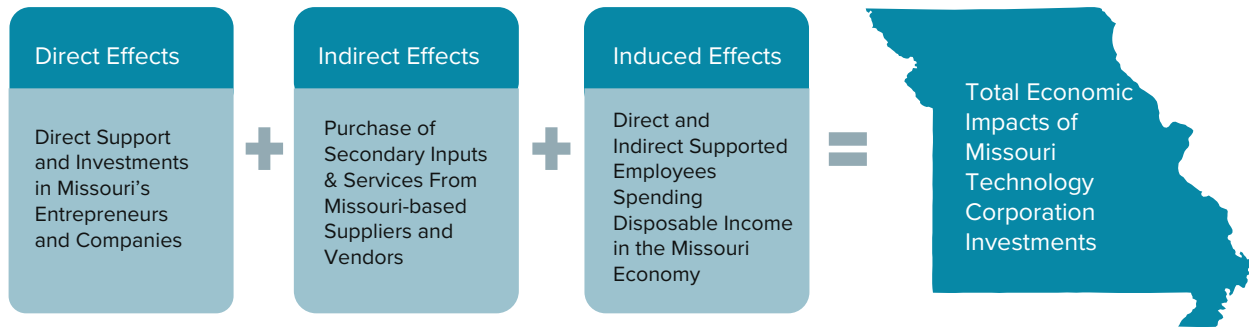 Direct Effects
Direct Support
and Investments
in Missouri’s
Entrepreneurs
and Companies
+
Indirect Effects
Purchase of
Secondary Inputs
& Services From
Missouri-based
Suppliers and
Vendors
+
Induced Effects
Direct and
Indirect Supported
Employees
Spending
Disposable Income
in the Missouri
Economy
=
Total Economic
Impacts of
Missouri
Technology
Corporation
Investments